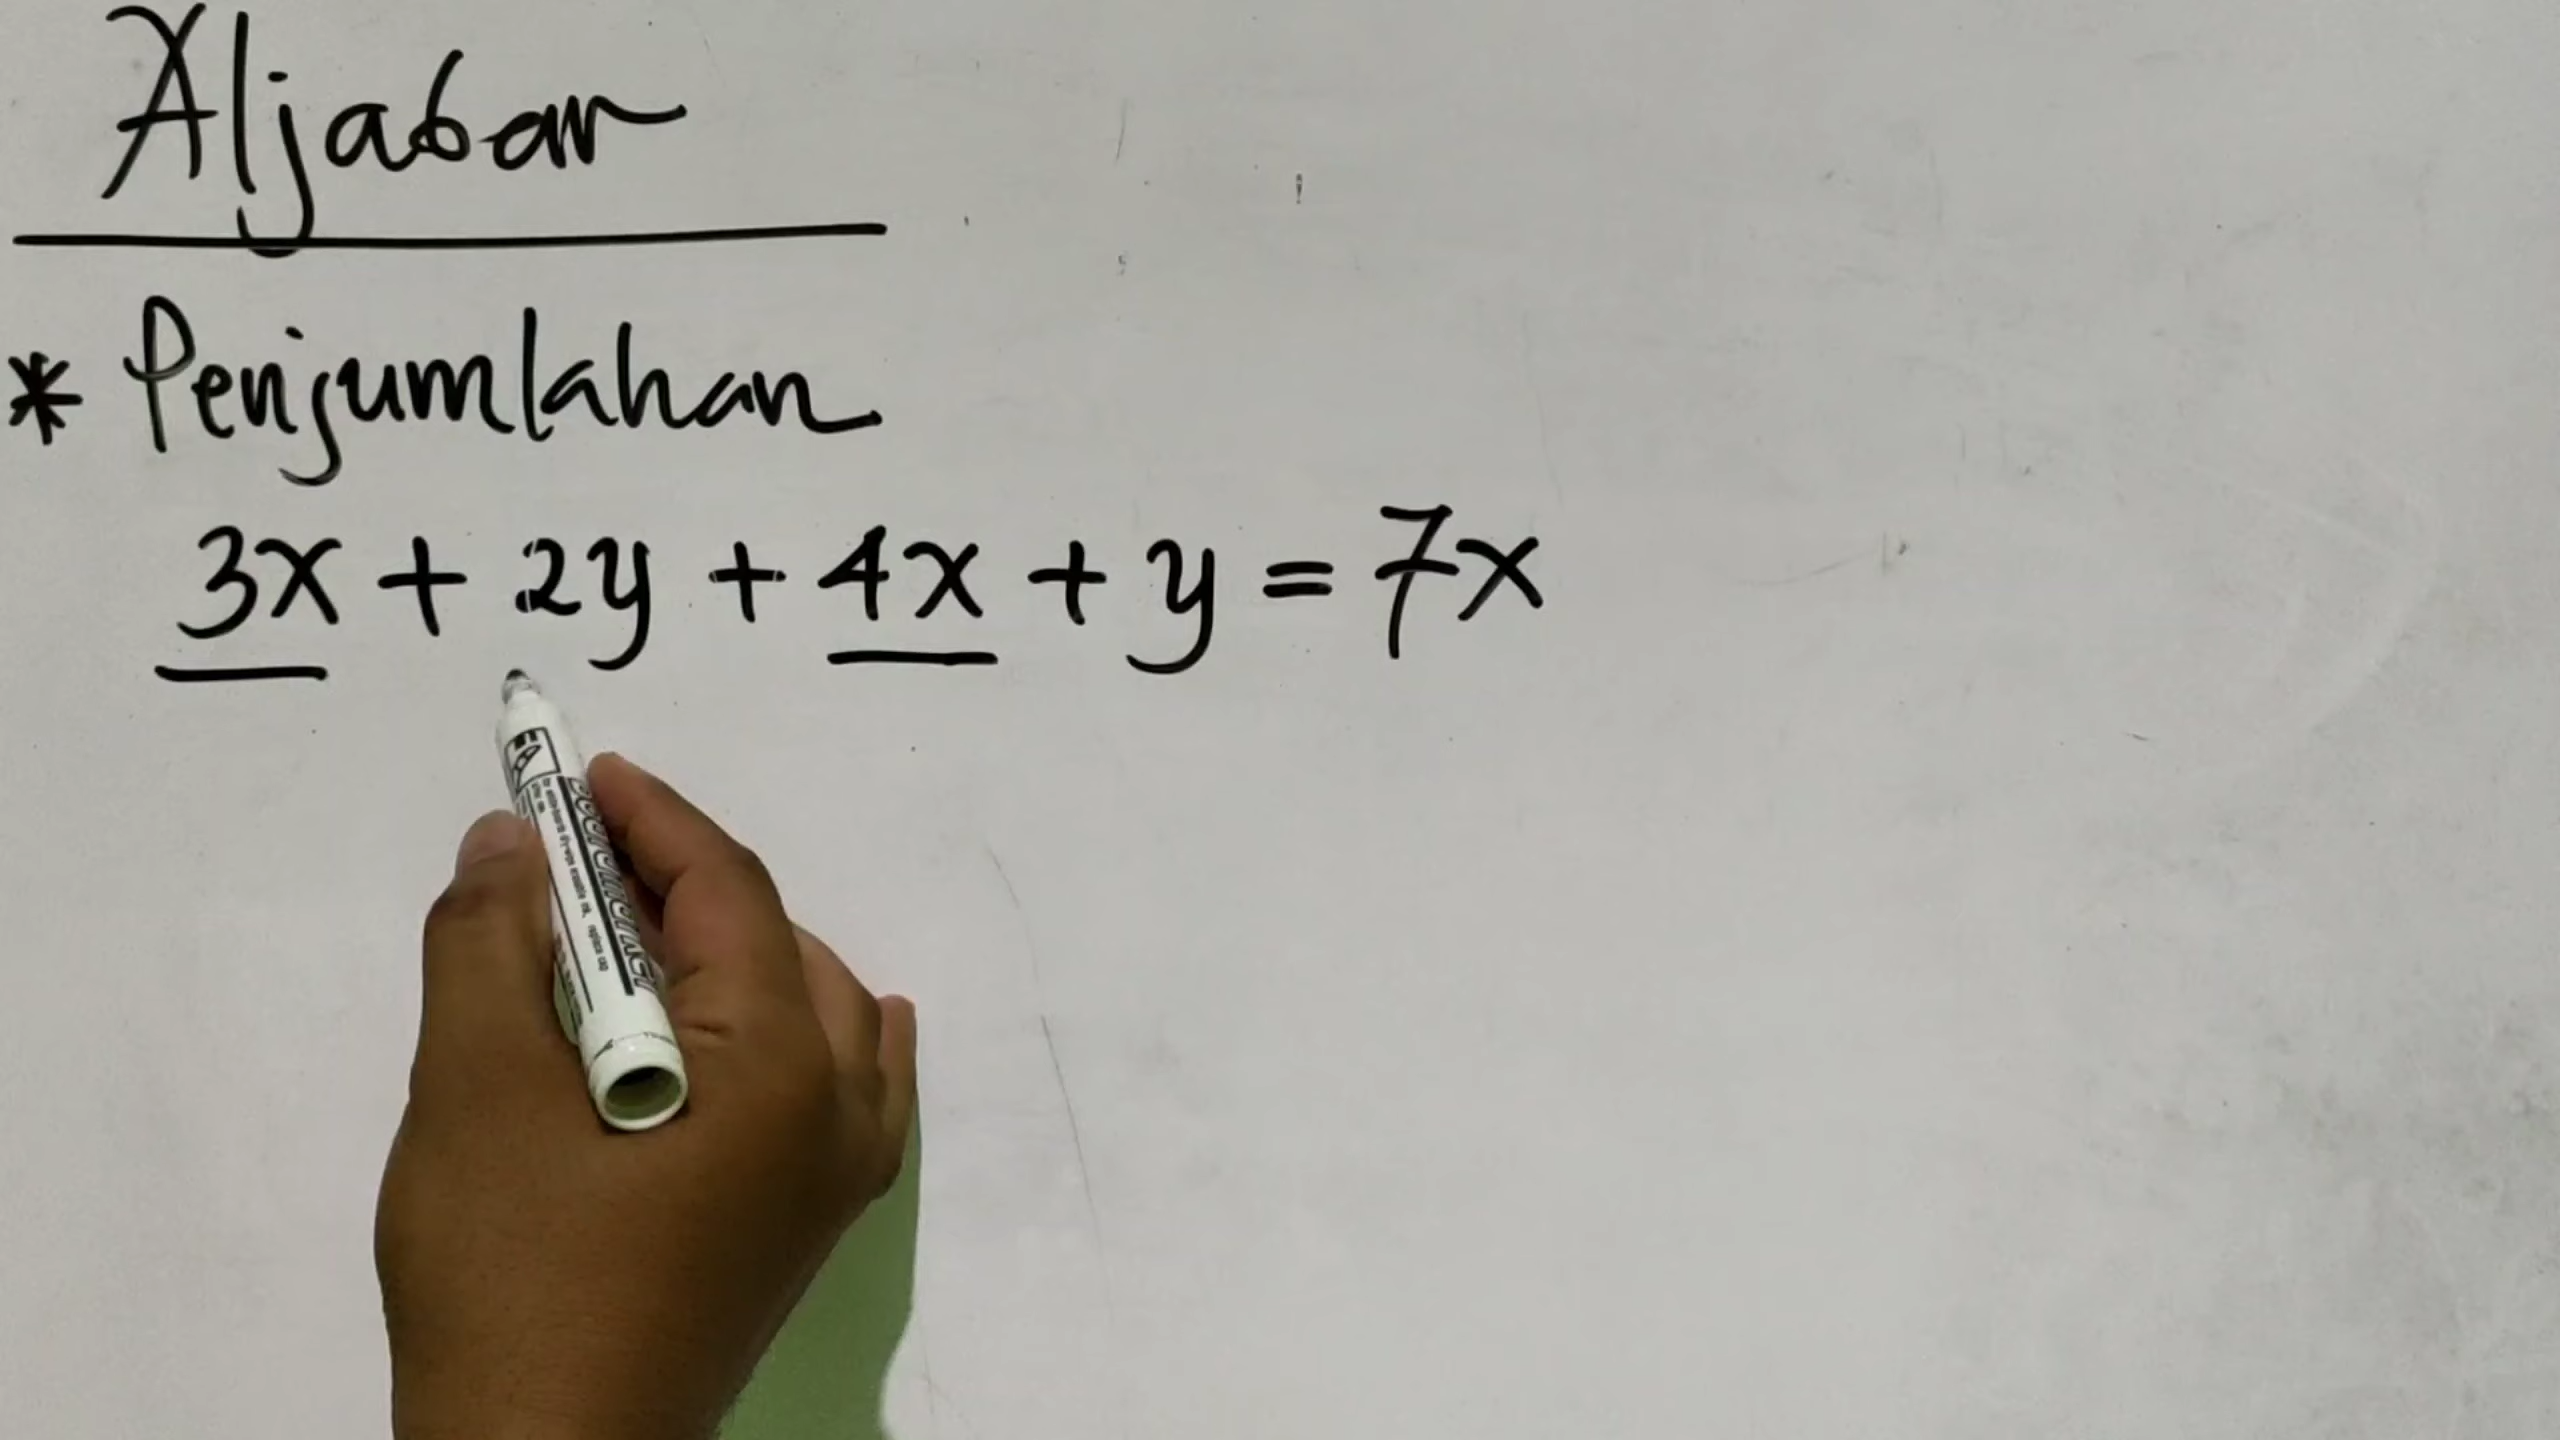 Aljabar
* Penjumlahan
3x + 2y + 4x + y = 7x